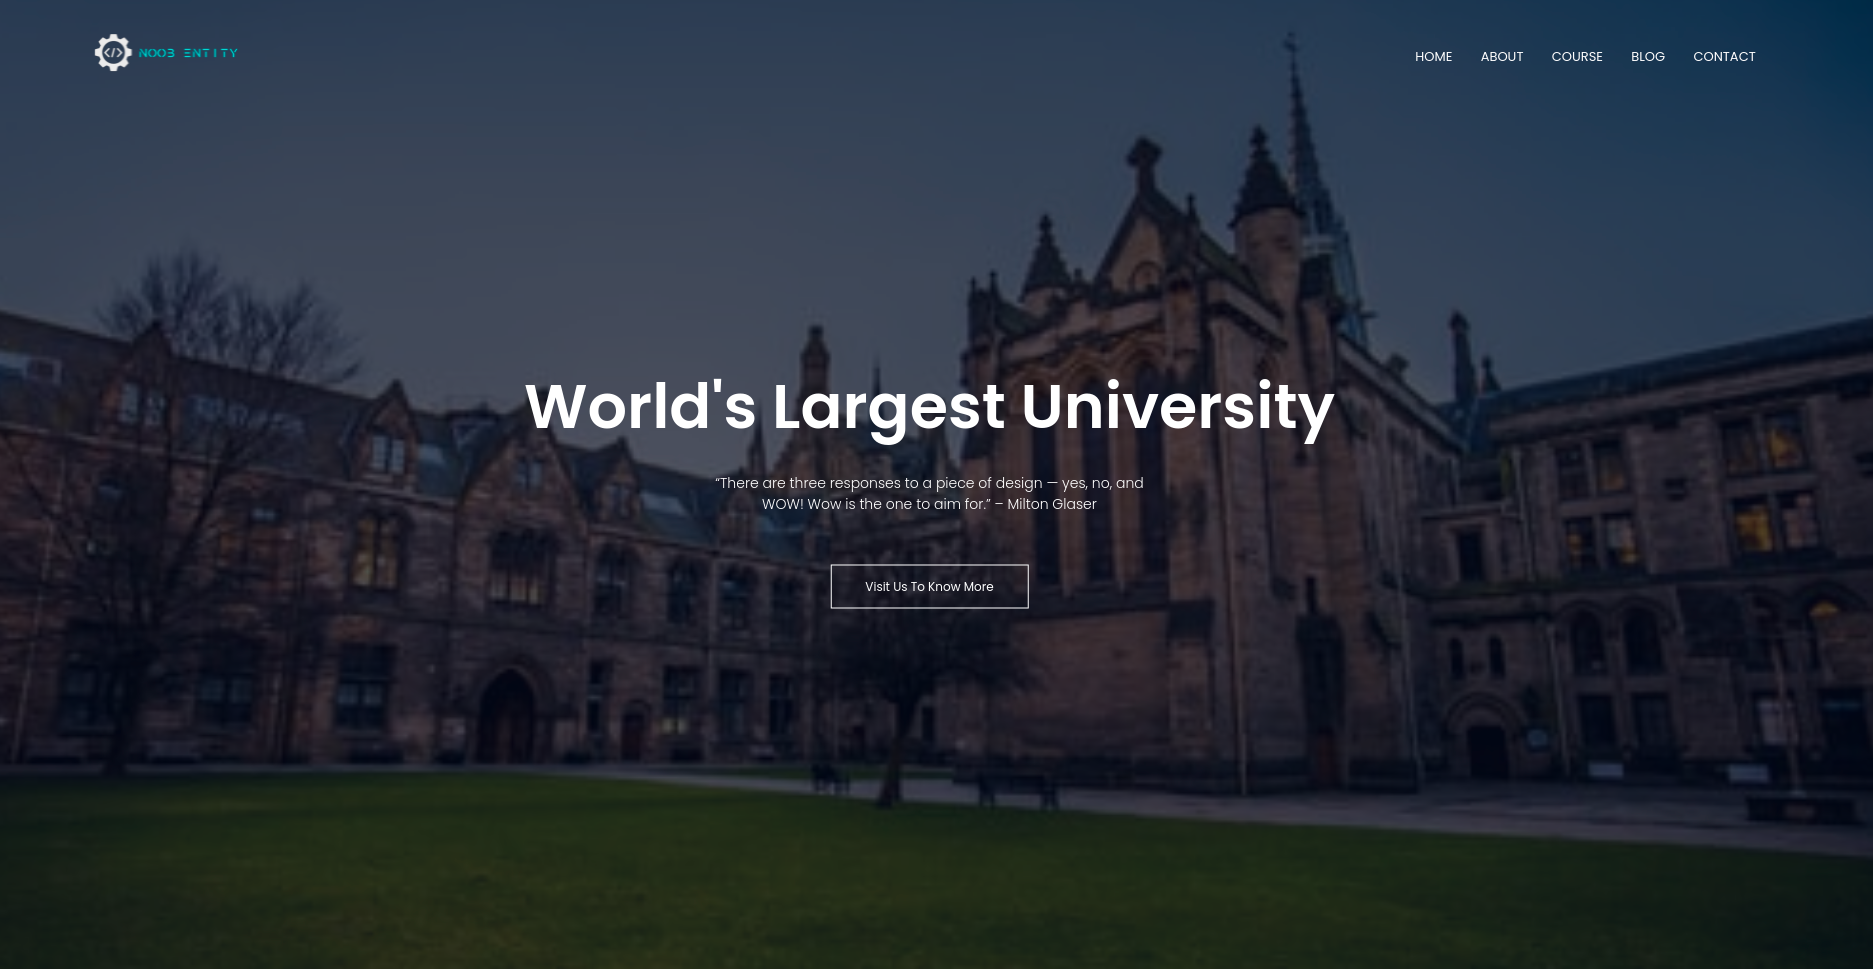 NOOB ENTITY
HOME ABOUT COURSE BLOG CONTACT
World's Largest University
“There are three responses to a piece of design — yes, no, and
WOW! Wow is the one to aim for.” – Milton Glaser
Visit Us To Know More